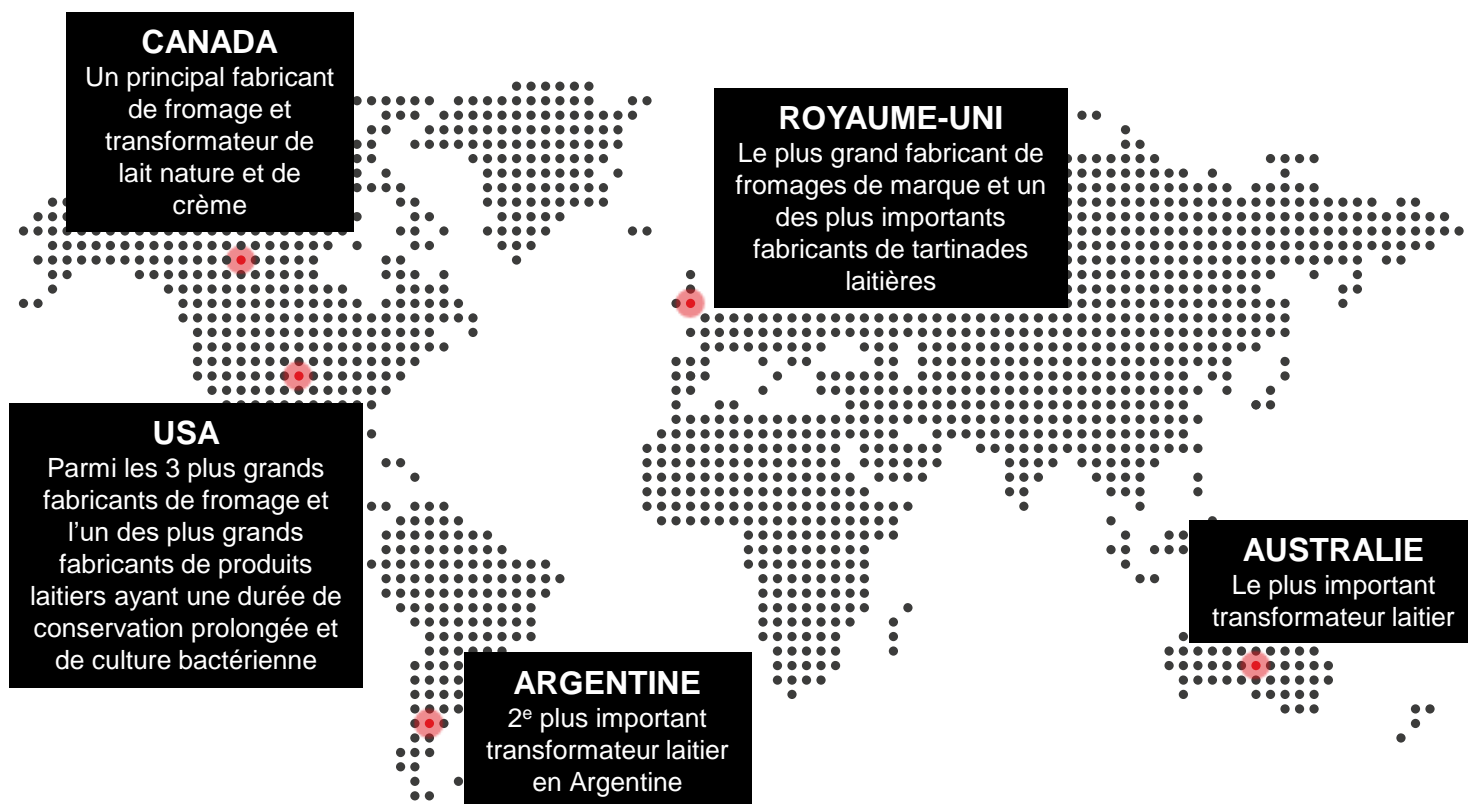 CANADA
Un principal fabricant
de fromage et
transformateur de
lait nature et de
crème
ROYAUME-UNI
Le plus grand fabricant de
fromages de marque et un
des plus importants
fabricants de tartinades
laitières
USA
Parmi les 3 plus grands
fabricants de fromage et
l’un des plus grands
fabricants de produits
laitiers ayant une durée de
conservation prolongée et
de culture bactérienne
AUSTRALIE
Le plus important
transformateur laitier
ARGENTINE
2e plus important
transformateur laitier
en Argentine